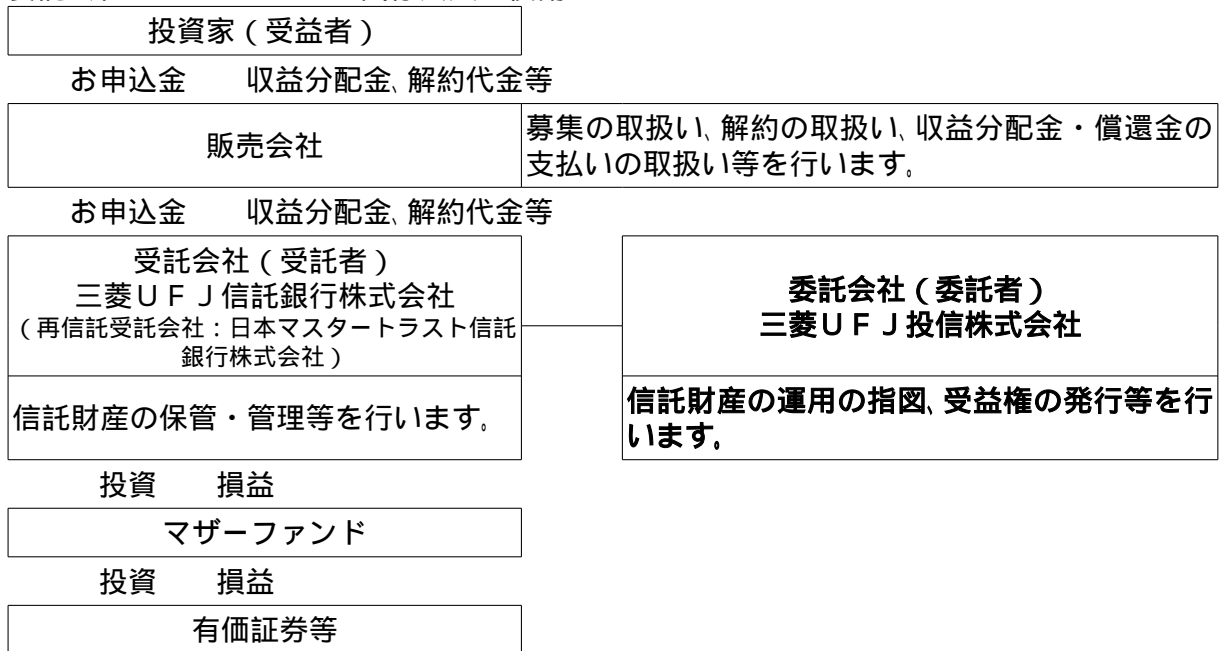 投資家（受益者）
お申込金　　収益分配金、解約代金等
販売会社
募集の取扱い、解約の取扱い、収益分配金・償還金の
支払いの取扱い等を行います。
お申込金　　収益分配金、解約代金等
受託会社（受託者）
三菱ＵＦＪ信託銀行株式会社
（再信託受託会社：日本マスタートラスト信託
銀行株式会社）
委託会社（委託者）
三菱ＵＦＪ投信株式会社
信託財産の保管・管理等を行います。
信託財産の運用の指図、受益権の発行等を行
います。
投資　　損益
マザーファンド
投資　　損益
有価証券等